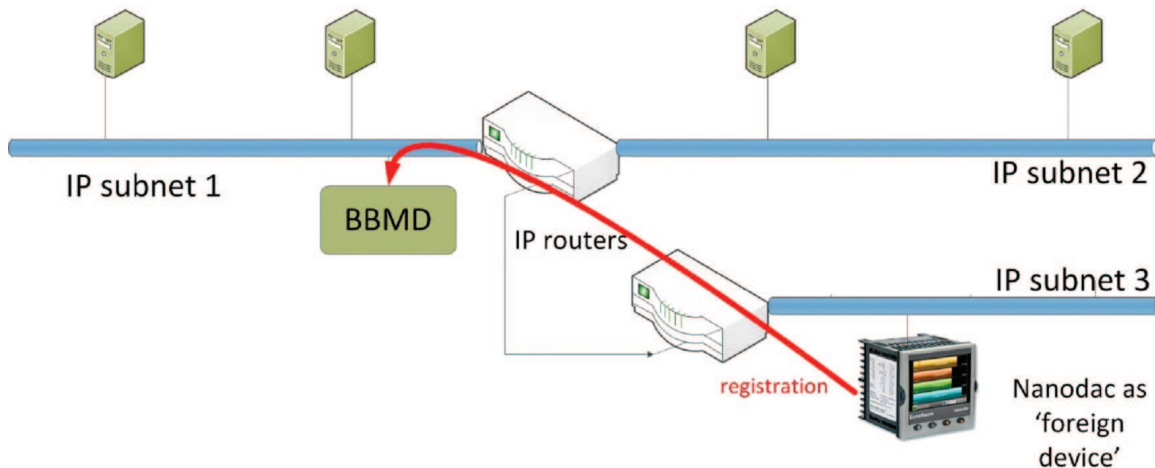 IP subnet 1
IP subnet 2
BBMD
IP routers
IP subnet 3
registration
Nanodac as
‘foreign
device’